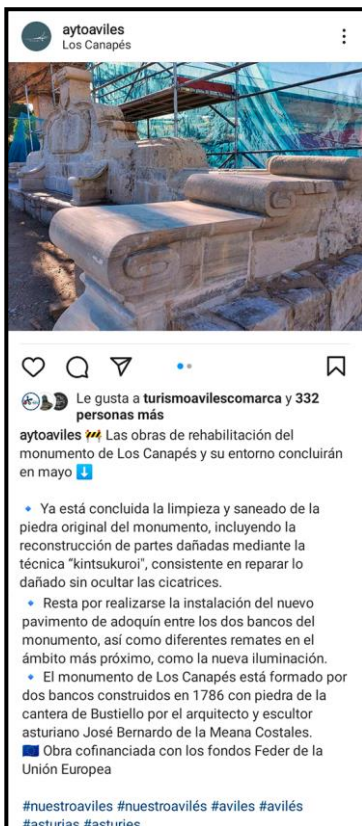 aytoaviles
Los Canapés
Le gusta a turismoavilescomarca y 332
personas más
aytoaviles 🚧 Las obras de rehabilitación del
monumento de Los Canapés y su entorno concluirán
en mayo ⬇️
🔹 Ya está concluida la limpieza y saneado de la
piedra original del monumento, incluyendo la
reconstrucción de partes dañadas mediante la
técnica “kintsukuroi", consistente en reparar lo
dañado sin ocultar las cicatrices.
🔹 Resta por realizarse la instalación del nuevo
pavimento de adoquín entre los dos bancos del
monumento, así como diferentes remates en el
ámbito más próximo, como la nueva iluminación.
🔹 El monumento de Los Canapés está formado por
dos bancos construidos en 1786 con piedra de la
cantera de Bustiello por el arquitecto y escultor
asturiano José Bernardo de la Meana Costales.
🇪🇺 Obra cofinanciada con los fondos Feder de la
Unión Europea
#nuestroaviles #nuestroavilés #aviles #avilés
#asturias #asturies